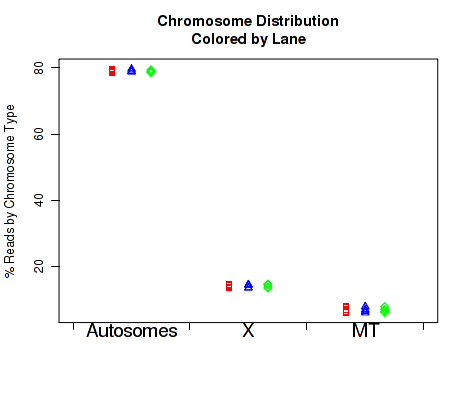 Chromosome Distribution
Colored by Lane
% Reads by Chromosome Type
80
60
40
20
Autosomes X MT